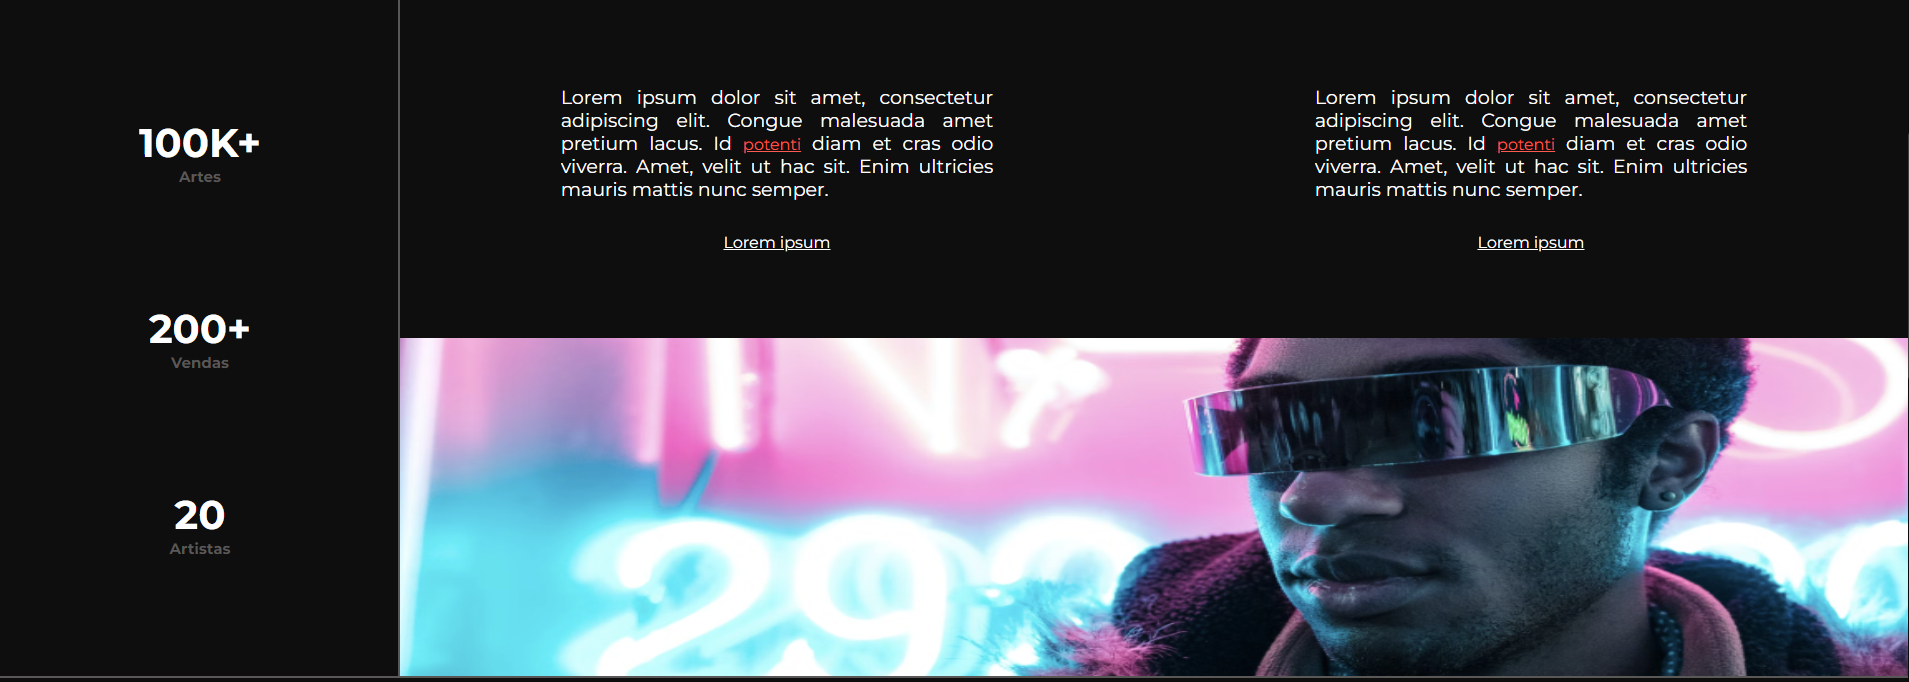 100K+
Artes
200+
Vendas
20
Artistas
Lorem ipsum dolor sit amet, consectetur
adipiscing elit. Congue malesuada amet
pretium lacus. Id potenti diam et cras odio
viverra. Amet, velit ut hac sit. Enim ultricies
mauris mattis nunc semper.
Lorem ipsum
Lorem ipsum dolor sit amet, consectetur
adipiscing elit. Congue malesuada amet
pretium lacus. Id potenti diam et cras odio
viverra. Amet, velit ut hac sit. Enim ultricies
mauris mattis nunc semper.
Lorem ipsum
29